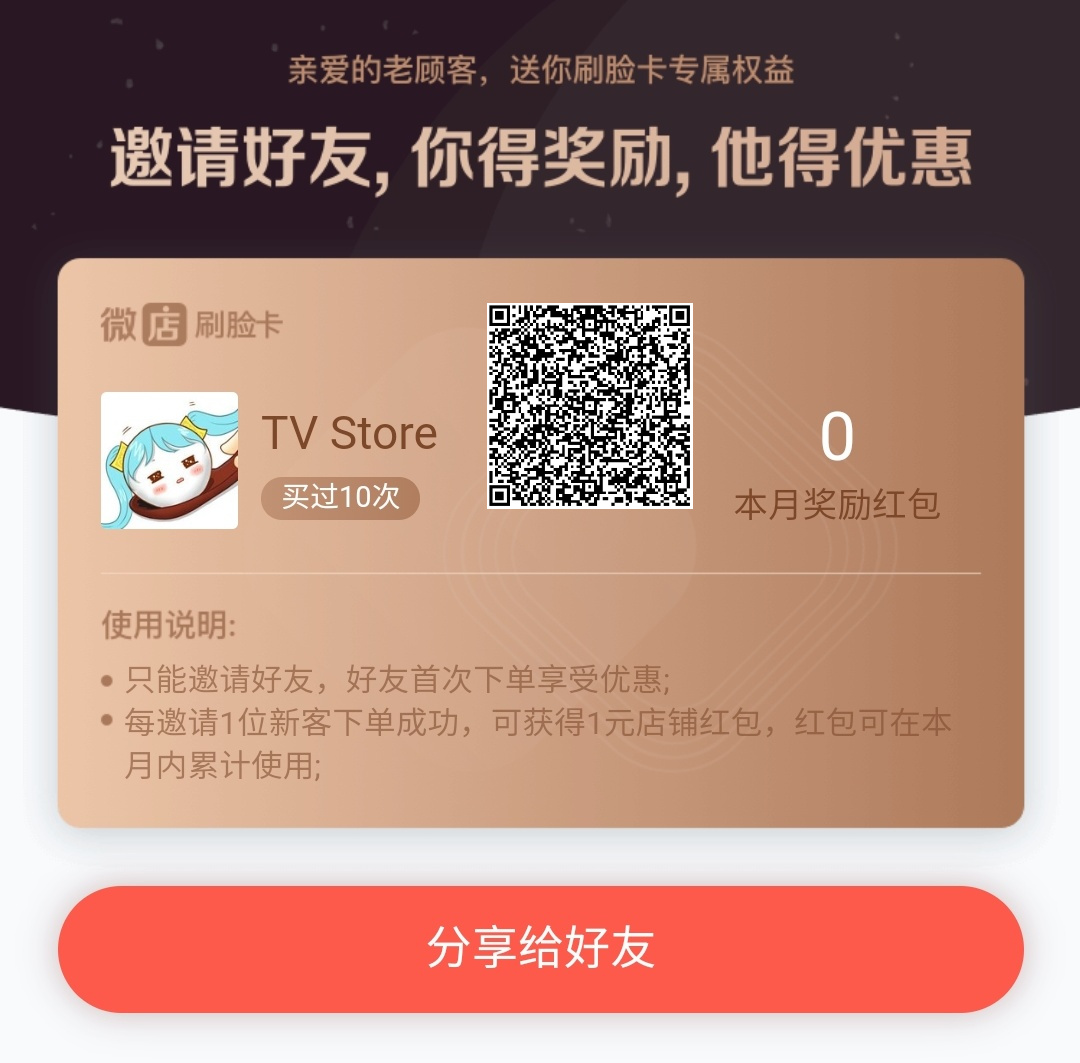 亲爱的老顾客，送你刷脸卡专属权益
邀请好友, 你得奖励, 他得优惠
微店 刷脸卡
TV Store
买过10次
0
本月奖励红包
使用说明:
• 只能邀请好友，好友首次下单享受优惠;
• 每邀请1位新客下单成功，可获得1元店铺红包，红包可在本
月内累计使用;
分享给好友